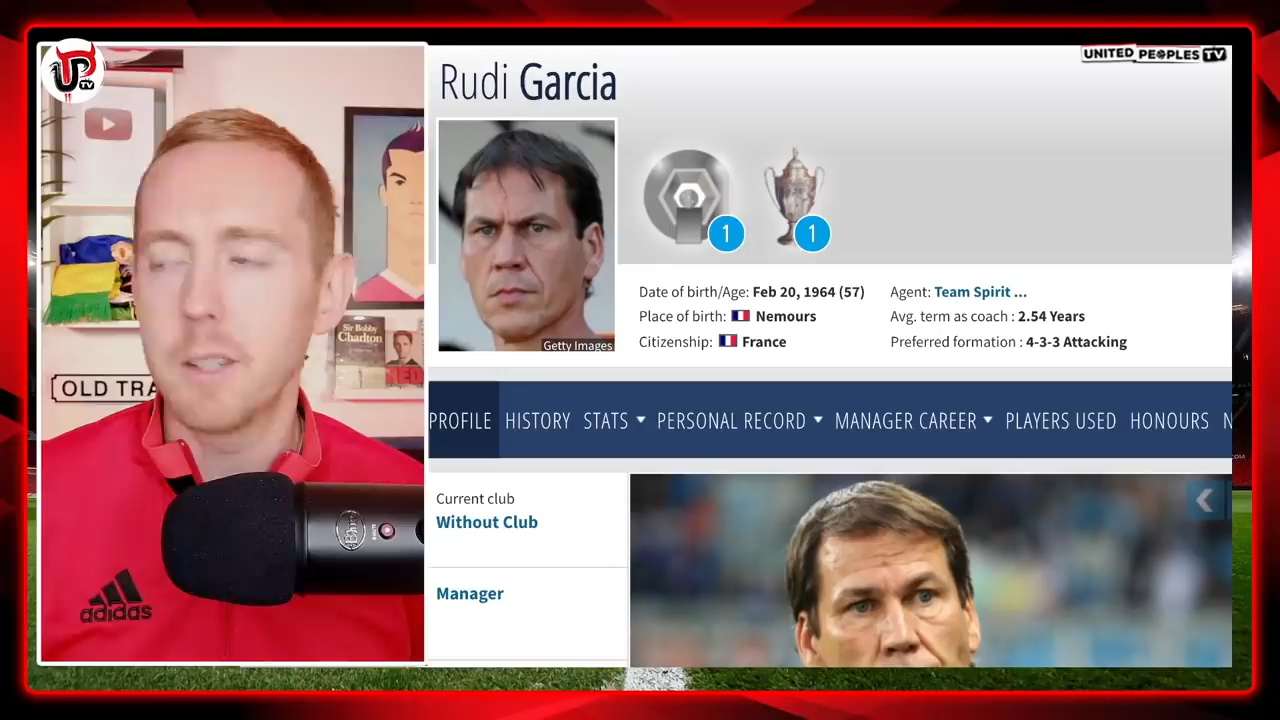 UP
TV
UNITED PEOPLES TV
Rudi Garcia
Getty Images
1
1
Date of birth/Age: Feb 20, 1964 (57)
Place of birth: Nemours
Citizenship: France
Agent: Team Spirit ...
Avg. term as coach : 2.54 Years
Preferred formation : 4-3-3 Attacking
Sir Bobby
Charlton
OLD TRA
PROFILE HISTORY STATS PERSONAL RECORD MANAGER CAREER PLAYERS USED HONOURS N
Current club
Without Club
Manager
Blue
adidas